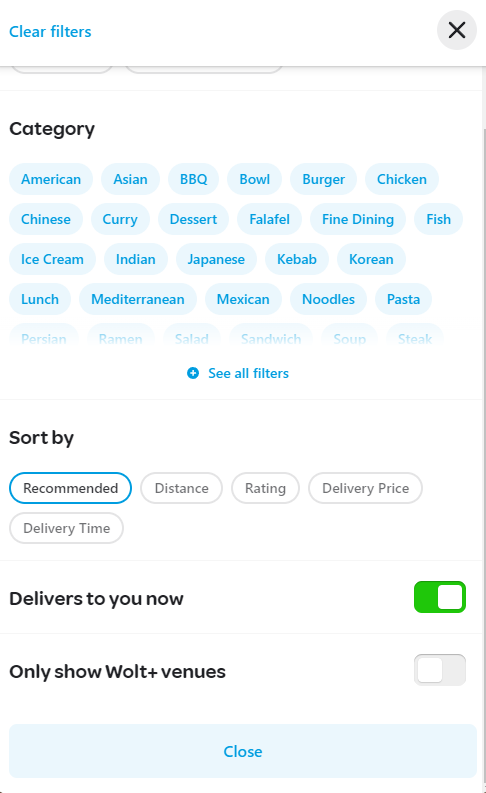 Clear filters
Category
American Asian BBQ Bowl Burger Chicken
Chinese Curry Dessert Falafel Fine Dining Fish
Ice Cream Indian Japanese Kebab Korean
Lunch Mediterranean Mexican Noodles Pasta
Persian Ramen Salad Sandwich Soup Steak
See all filters
Sort by
Recommended Distance Rating Delivery Price
Delivery Time
Delivers to you now
Only show Wolt+ venues
Close